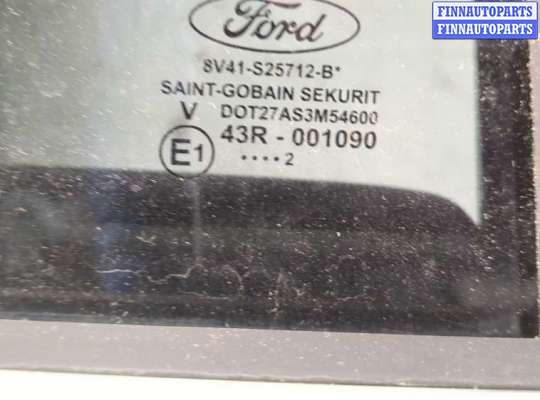 FINNAUTOPARTS
FINNAUTOPARTS
Ford
8V41-S25712-B*
SAINT-GOBAIN SEKURIT
V DOT27AS3M54600
E1 43R - 001090
•••• 2